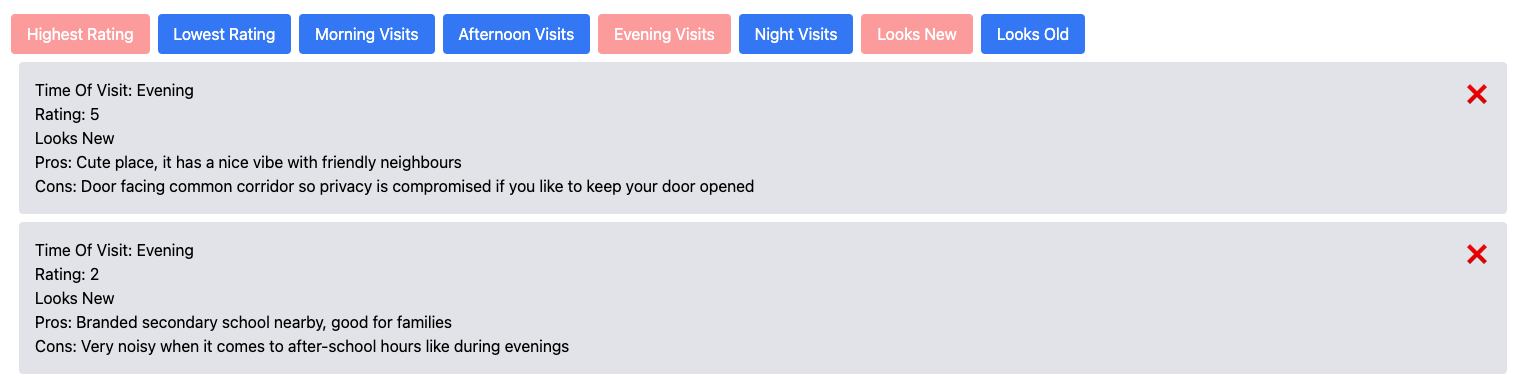 Highest Rating Lowest Rating Morning Visits Afternoon Visits Evening Visits Night Visits Looks New Looks Old
Time Of Visit: Evening
Rating: 5
Looks New
Pros: Cute place, it has a nice vibe with friendly neighbours
Cons: Door facing common corridor so privacy is compromised if you like to keep your door opened
Time Of Visit: Evening
Rating: 2
Looks New
Pros: Branded secondary school nearby, good for families
Cons: Very noisy when it comes to after-school hours like during evenings